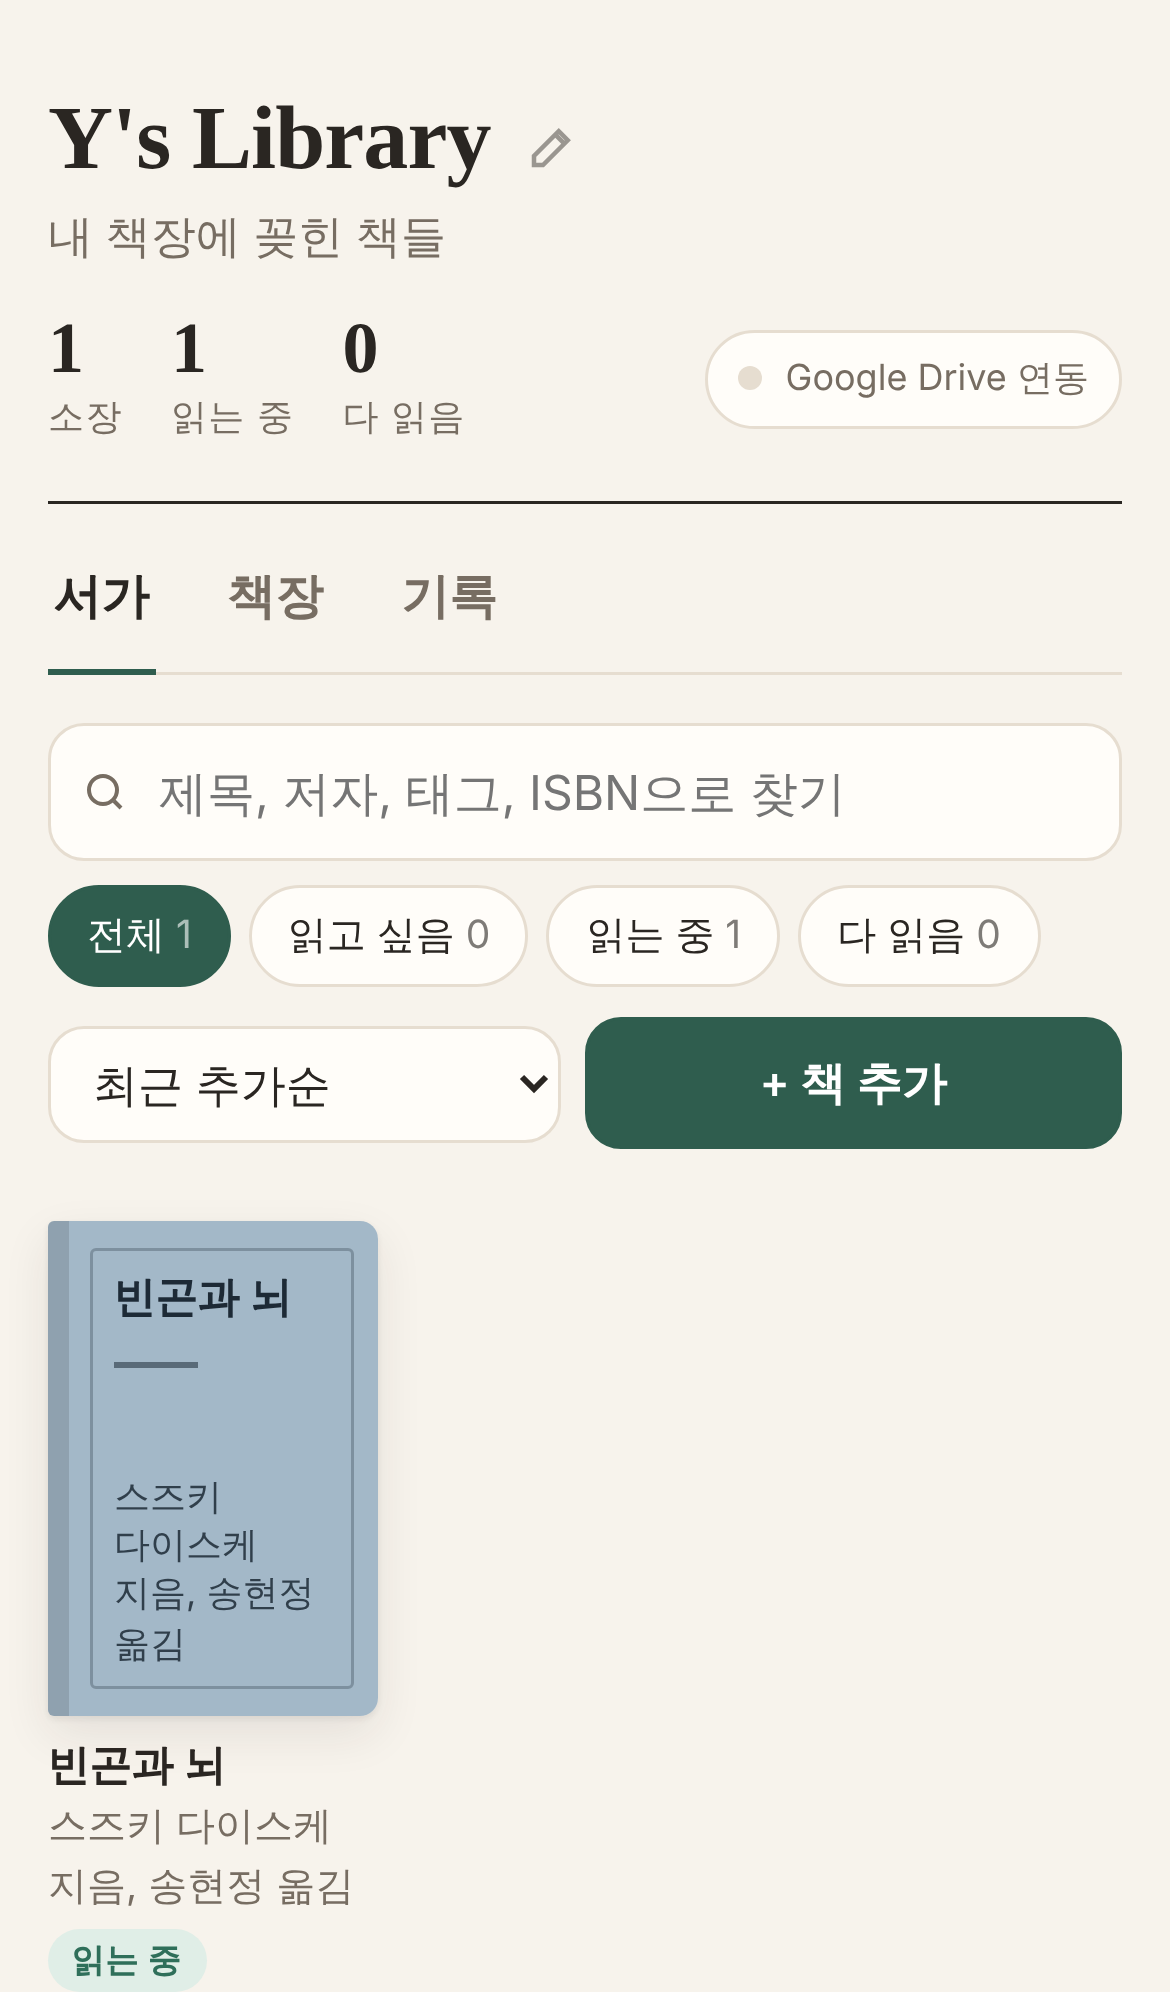 Y's Library
내 책장에 꽂힌 책들
1 1 0
소장 읽는 중 다 읽음
Google Drive 연동
서가 책장 기록
제목, 저자, 태그, ISBN으로 찾기
전체 1 읽고 싶음 0 읽는 중 1 다 읽음 0
최근 추가순
+ 책 추가
빈곤과 뇌
스즈키
다이스케
지음, 송현정
옮김
빈곤과 뇌
스즈키 다이스케
지음, 송현정 옮김
읽는 중